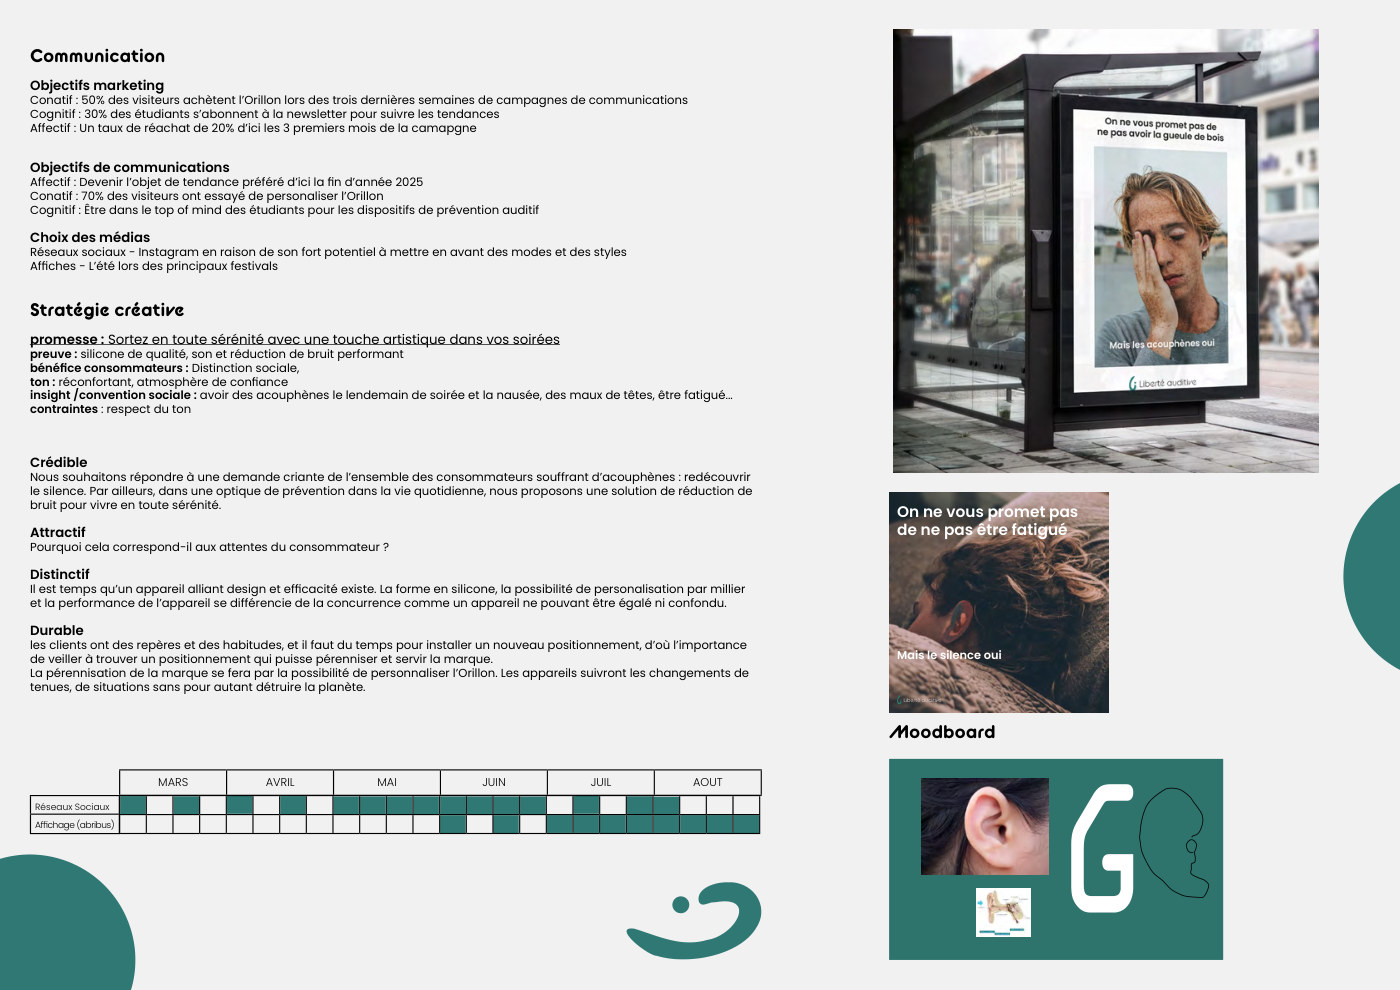 Communication
Objectifs marketing
Conatif : 50% des visiteurs achètent l’Orillon lors des trois dernières semaines de campagnes de communications
Cognitif : 30% des étudiants s’abonnent à la newsletter pour suivre les tendances
Affectif : Un taux de réachat de 20% d’ici les 3 premiers mois de la camapgne
Objectifs de communications
Affectif : Devenir l’objet de tendance préféré d’ici la fin d’année 2025
Conatif : 70% des visiteurs ont essayé de personaliser l’Orillon
Cognitif : Être dans le top of mind des étudiants pour les dispositifs de prévention auditif
Choix des médias
Réseaux sociaux - Instagram en raison de son fort potentiel à mettre en avant des modes et des styles
Affiches - L’été lors des principaux festivals
Stratégie créative
promesse : Sortez en toute sérénité avec une touche artistique dans vos soirées
preuve : silicone de qualité, son et réduction de bruit performant
bénéfice consommateurs : Distinction sociale,
ton : réconfortant, atmosphère de confiance
insight /convention sociale : avoir des acouphènes le lendemain de soirée et la nausée, des maux de têtes, être fatigué…
contraintes : respect du ton
Crédible
Nous souhaitons répondre à une demande criante de l’ensemble des consommateurs souffrant d’acouphènes : redécouvrir
le silence. Par ailleurs, dans une optique de prévention dans la vie quotidienne, nous proposons une solution de réduction de
bruit pour vivre en toute sérénité.
Attractif
Pourquoi cela correspond-il aux attentes du consommateur ?
Distinctif
Il est temps qu’un appareil alliant design et efficacité existe. La forme en silicone, la possibilité de personalisation par millier
et la performance de l’appareil se différencie de la concurrence comme un appareil ne pouvant être égalé ni confondu.
Durable
les clients ont des repères et des habitudes, et il faut du temps pour installer un nouveau positionnement, d’où l’importance
de veiller à trouver un positionnement qui puisse pérenniser et servir la marque.
La pérennisation de la marque se fera par la possibilité de personnaliser l’Orillon. Les appareils suivront les changements de
tenues, de situations sans pour autant détruire la planète.
MARS AVRIL MAI JUIN JUIL AOUT
Réseaux Sociaux
Affichage (abribus)
On ne vous promet pas de
ne pas avoir la gueule de bois
Mais les acouphènes oui
Liberté auditive
On ne vous promet pas
de ne pas être fatigué
Mais le silence oui
Moodboard
G